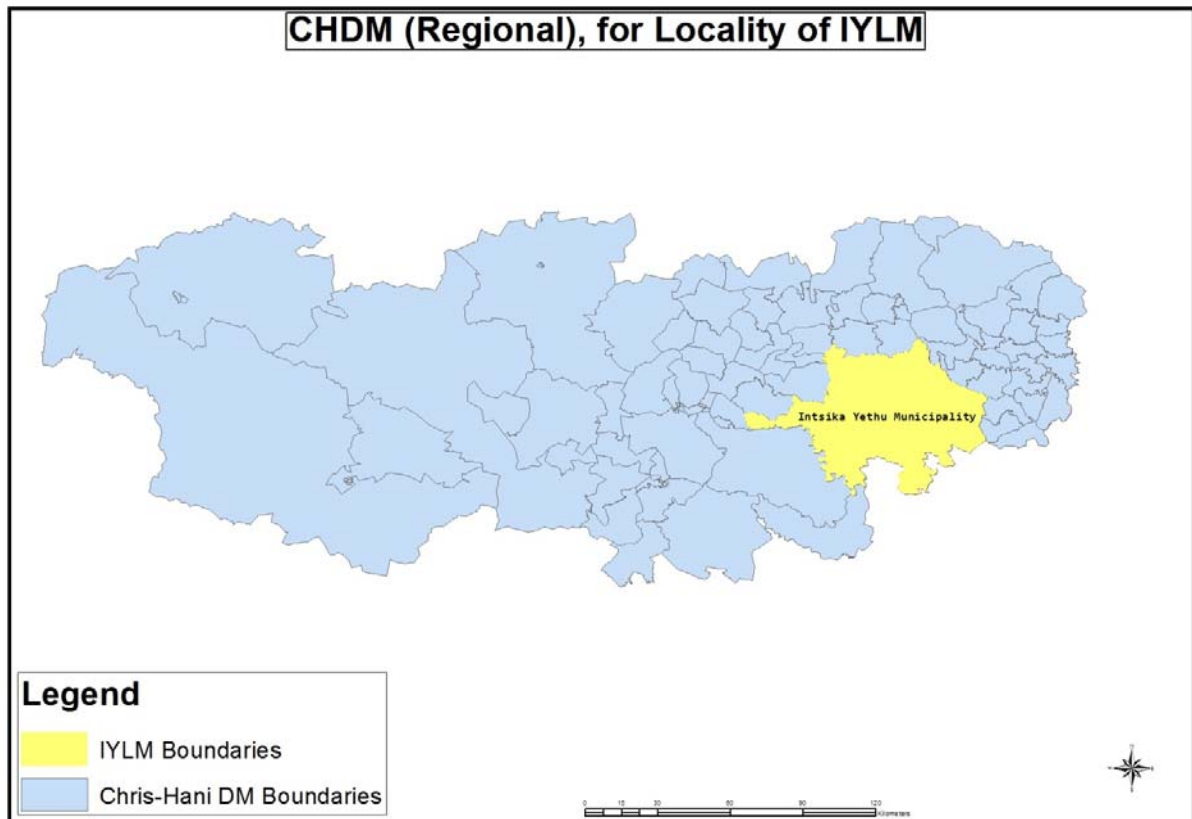 CHDM (Regional), for Locality of IYLM
Intsika Yethu Municipality
Legend
IYLM Boundaries
Chris-Hani DM Boundaries
0 15 30 60 90 120
Kilometers